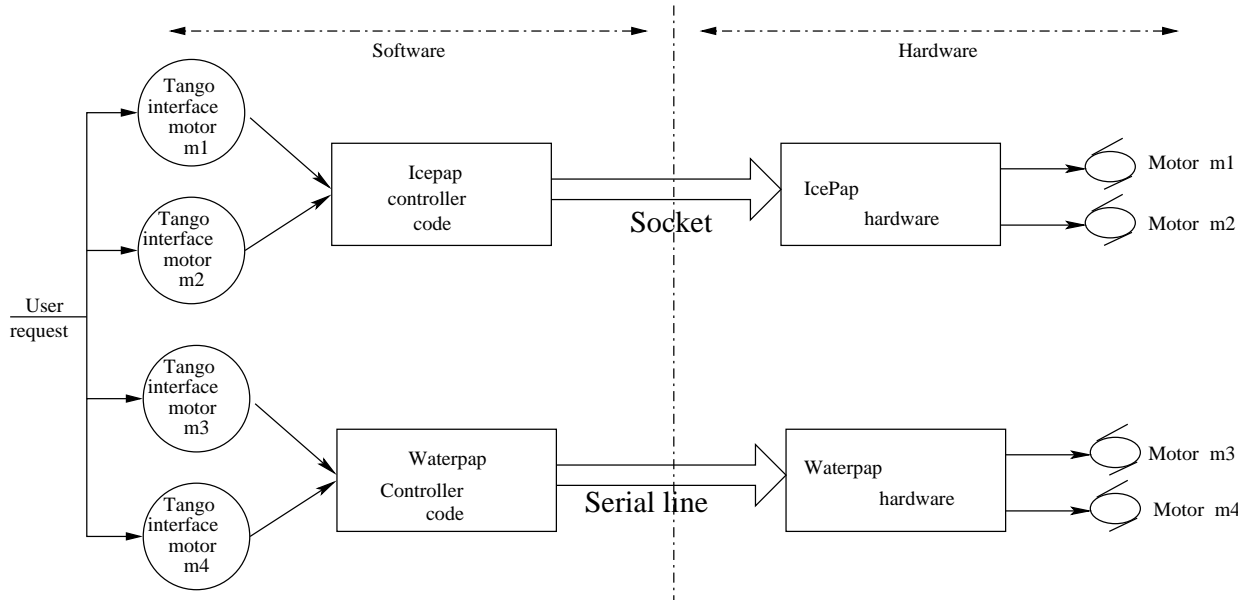 Software
Hardware
Tango
interface
motor
m1
Tango
interface
motor
m2
User
request
Tango
interface
motor
m3
Tango
interface
motor
m4
Icepap
controller
code
Socket
IcePap
hardware
Motor m1
Motor m2
Waterpap
Controller
code
Serial line
Waterpap
hardware
Motor m3
Motor m4